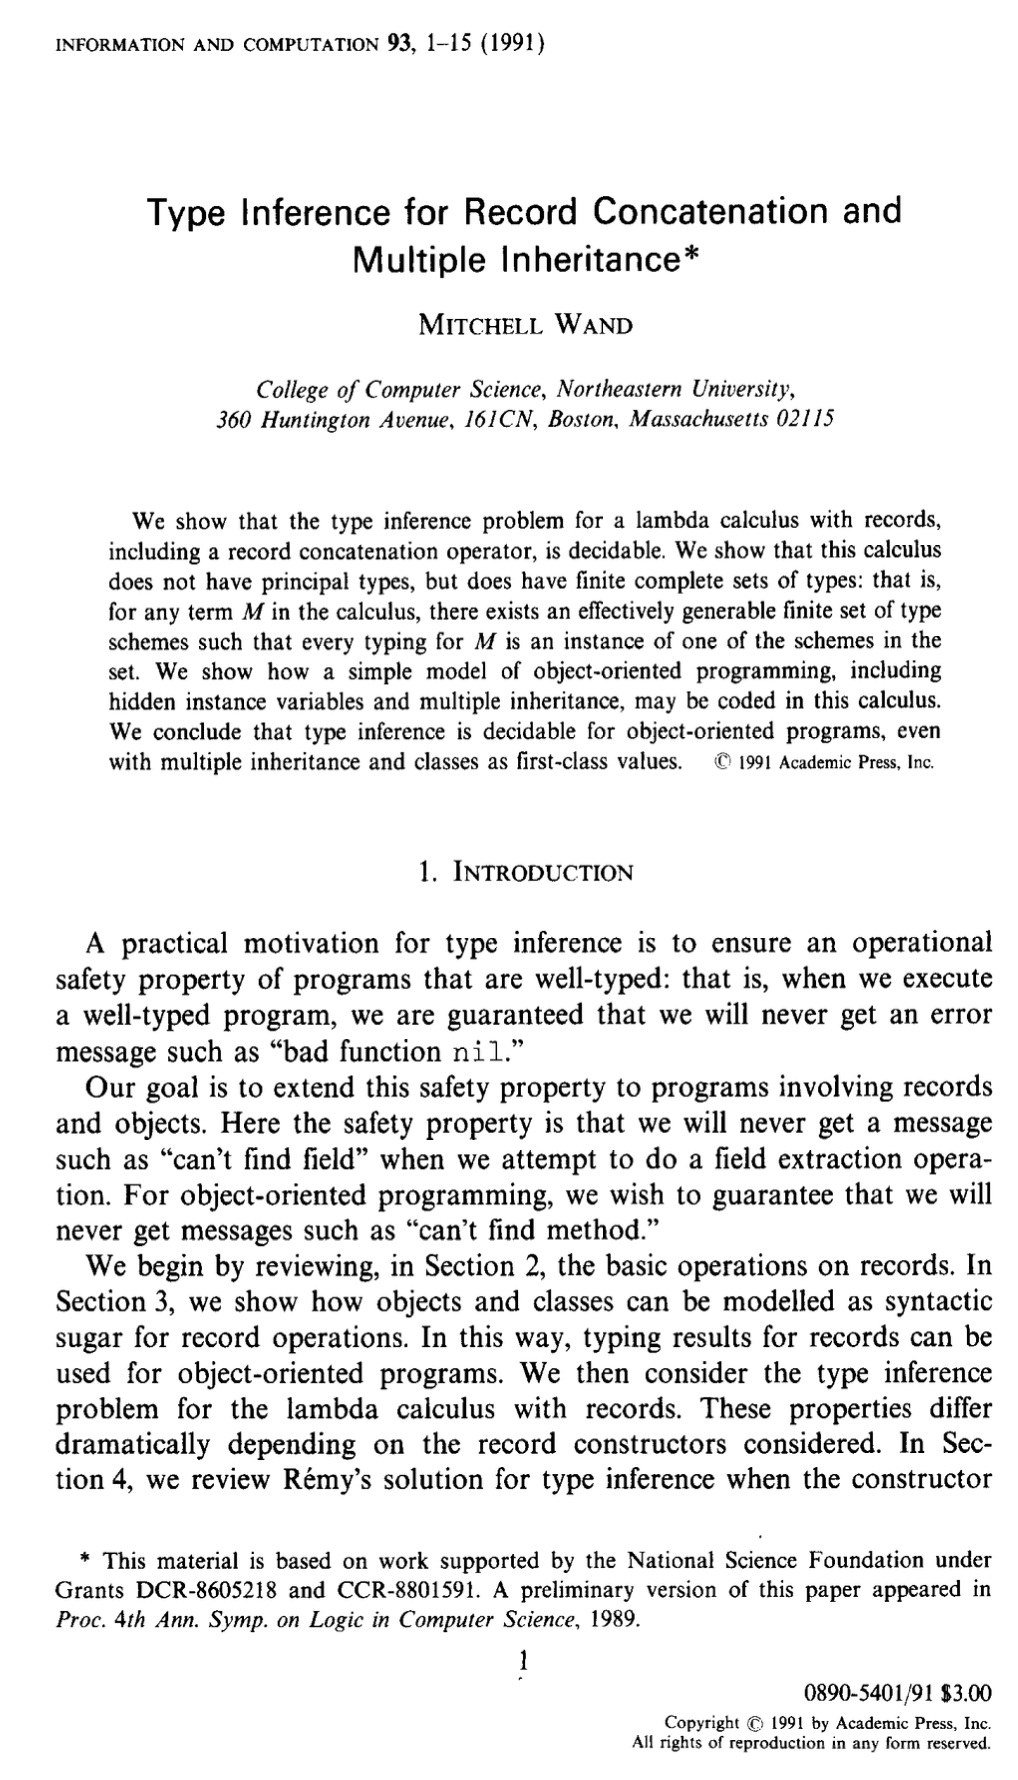 INFORMATION AND COMPUTATION 93, 1–15 (1991)
Type Inference for Record Concatenation and
Multiple Inheritance*
MITCHELL WAND
College of Computer Science, Northeastern University,
360 Huntington Avenue, 161CN, Boston, Massachusetts 02115
We show that the type inference problem for a lambda calculus with records,
including a record concatenation operator, is decidable. We show that this calculus
does not have principal types, but does have finite complete sets of types: that is,
for any term M in the calculus, there exists an effectively generable finite set of type
schemes such that every typing for M is an instance of one of the schemes in the
set. We show how a simple model of object-oriented programming, including
hidden instance variables and multiple inheritance, may be coded in this calculus.
We conclude that type inference is decidable for object-oriented programs, even
with multiple inheritance and classes as first-class values. © 1991 Academic Press, Inc.
1. INTRODUCTION
A practical motivation for type inference is to ensure an operational
safety property of programs that are well-typed: that is, when we execute
a well-typed program, we are guaranteed that we will never get an error
message such as “bad function nil.”
Our goal is to extend this safety property to programs involving records
and objects. Here the safety property is that we will never get a message
such as “can’t find field” when we attempt to do a field extraction opera-
tion. For object-oriented programming, we wish to guarantee that we will
never get messages such as “can’t find method.”
We begin by reviewing, in Section 2, the basic operations on records. In
Section 3, we show how objects and classes can be modelled as syntactic
sugar for record operations. In this way, typing results for records can be
used for object-oriented programs. We then consider the type inference
problem for the lambda calculus with records. These properties differ
dramatically depending on the record constructors considered. In Sec-
tion 4, we review Rémy’s solution for type inference when the constructor
* This material is based on work supported by the National Science Foundation under
Grants DCR-8605218 and CCR-8801591. A preliminary version of this paper appeared in
Proc. 4th Ann. Symp. on Logic in Computer Science, 1989.
1
0890-5401/91 $3.00
Copyright © 1991 by Academic Press, Inc.
All rights of reproduction in any form reserved.